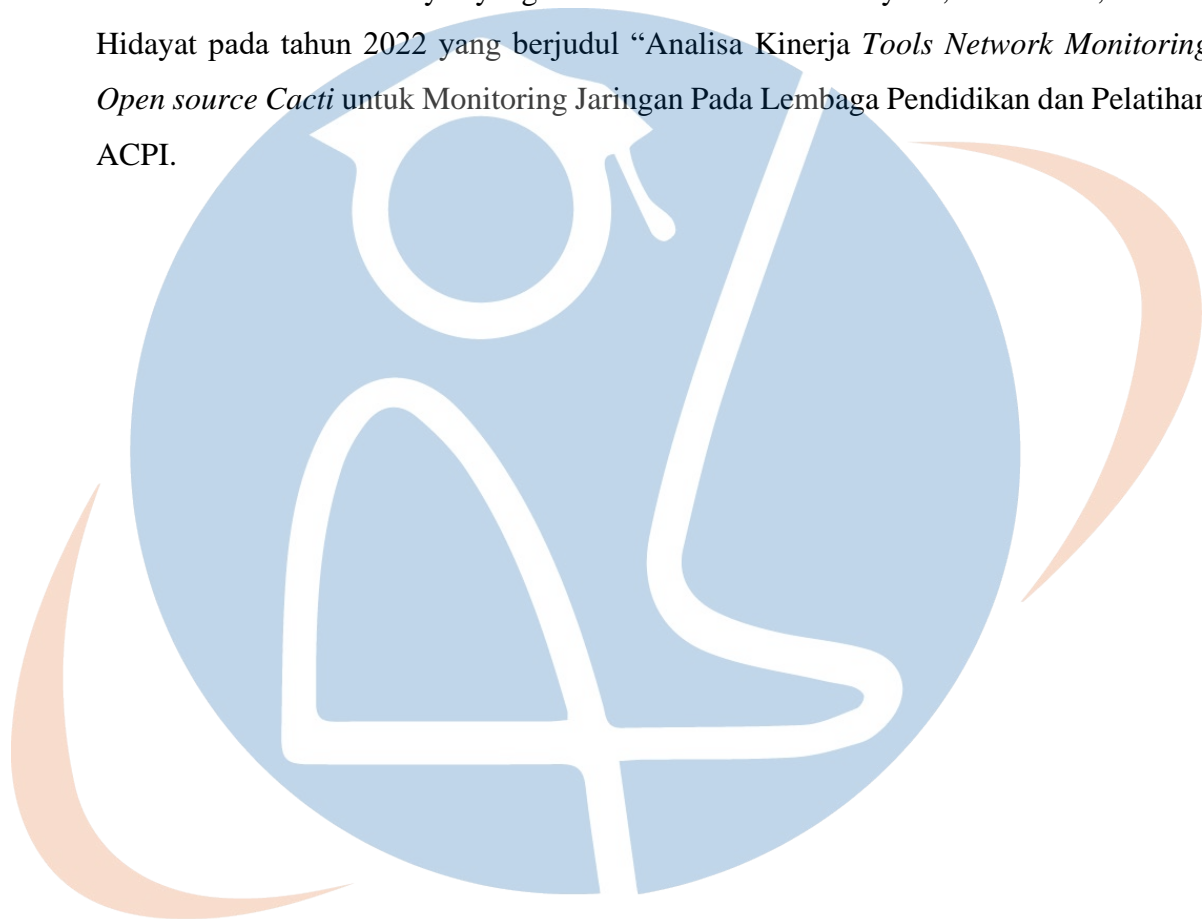 Hidayat pada tahun 2022 yang berjudul “Analisa Kinerja Tools Network Monitoring
Open source Cacti untuk Monitoring Jaringan Pada Lembaga Pendidikan dan Pelatihan
ACPI.